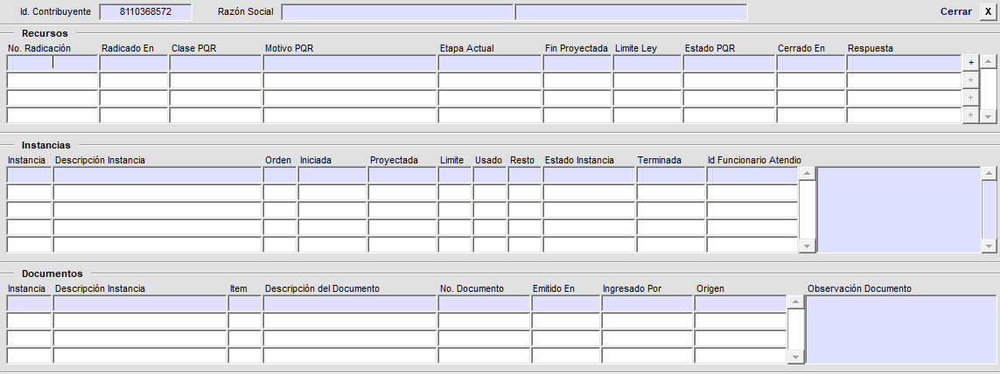 Id. Contribuyente 8110368572 Razón Social Cerrar X
Recursos
No. Radicación Radicado En Clase PQR Motivo PQR Etapa Actual Fin Proyectada Limite Ley Estado PQR Cerrado En Respuesta
+
+
+
+
Instancias
Instancia Descripción Instancia Orden Iniciada Proyectada Limite Usado Resto Estado Instancia Terminada Id Funcionario Atendio
Documentos
Instancia Descripción Instancia Item Descripción del Documento No. Documento Emitido En Ingresado Por Origen Observación Documento